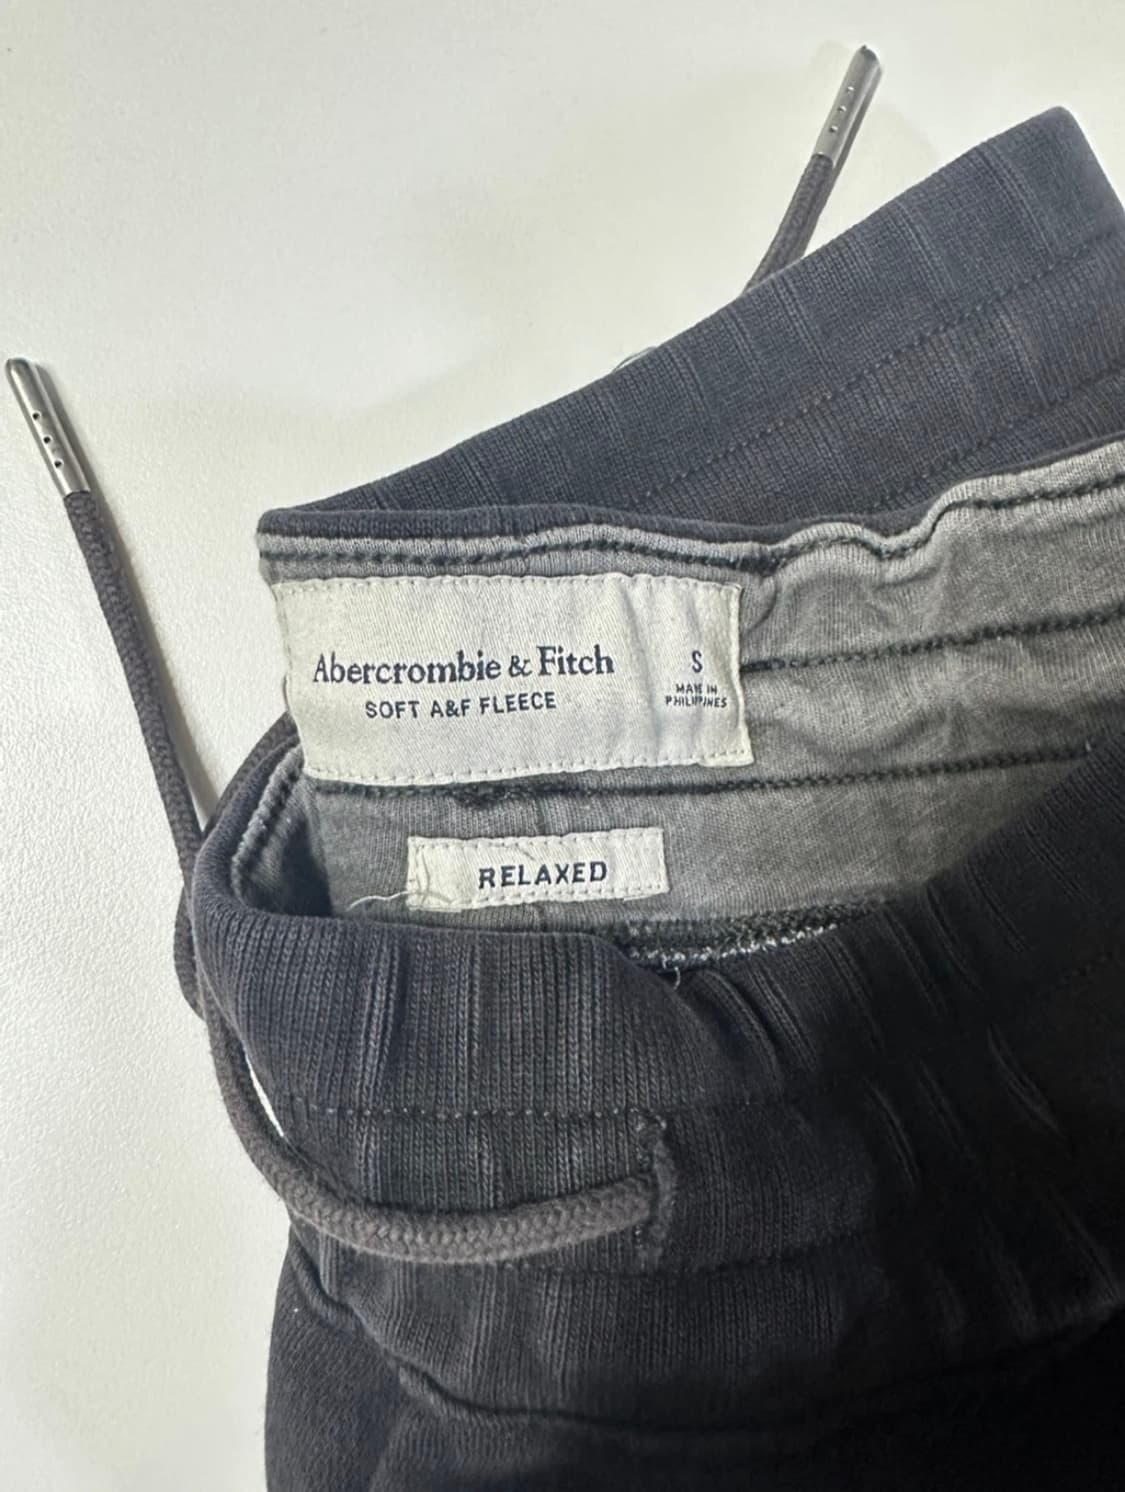 Abercrombie & Fitch
SOFT A&F FLEECE
S
MADE IN
PHILIPPINES
RELAXED